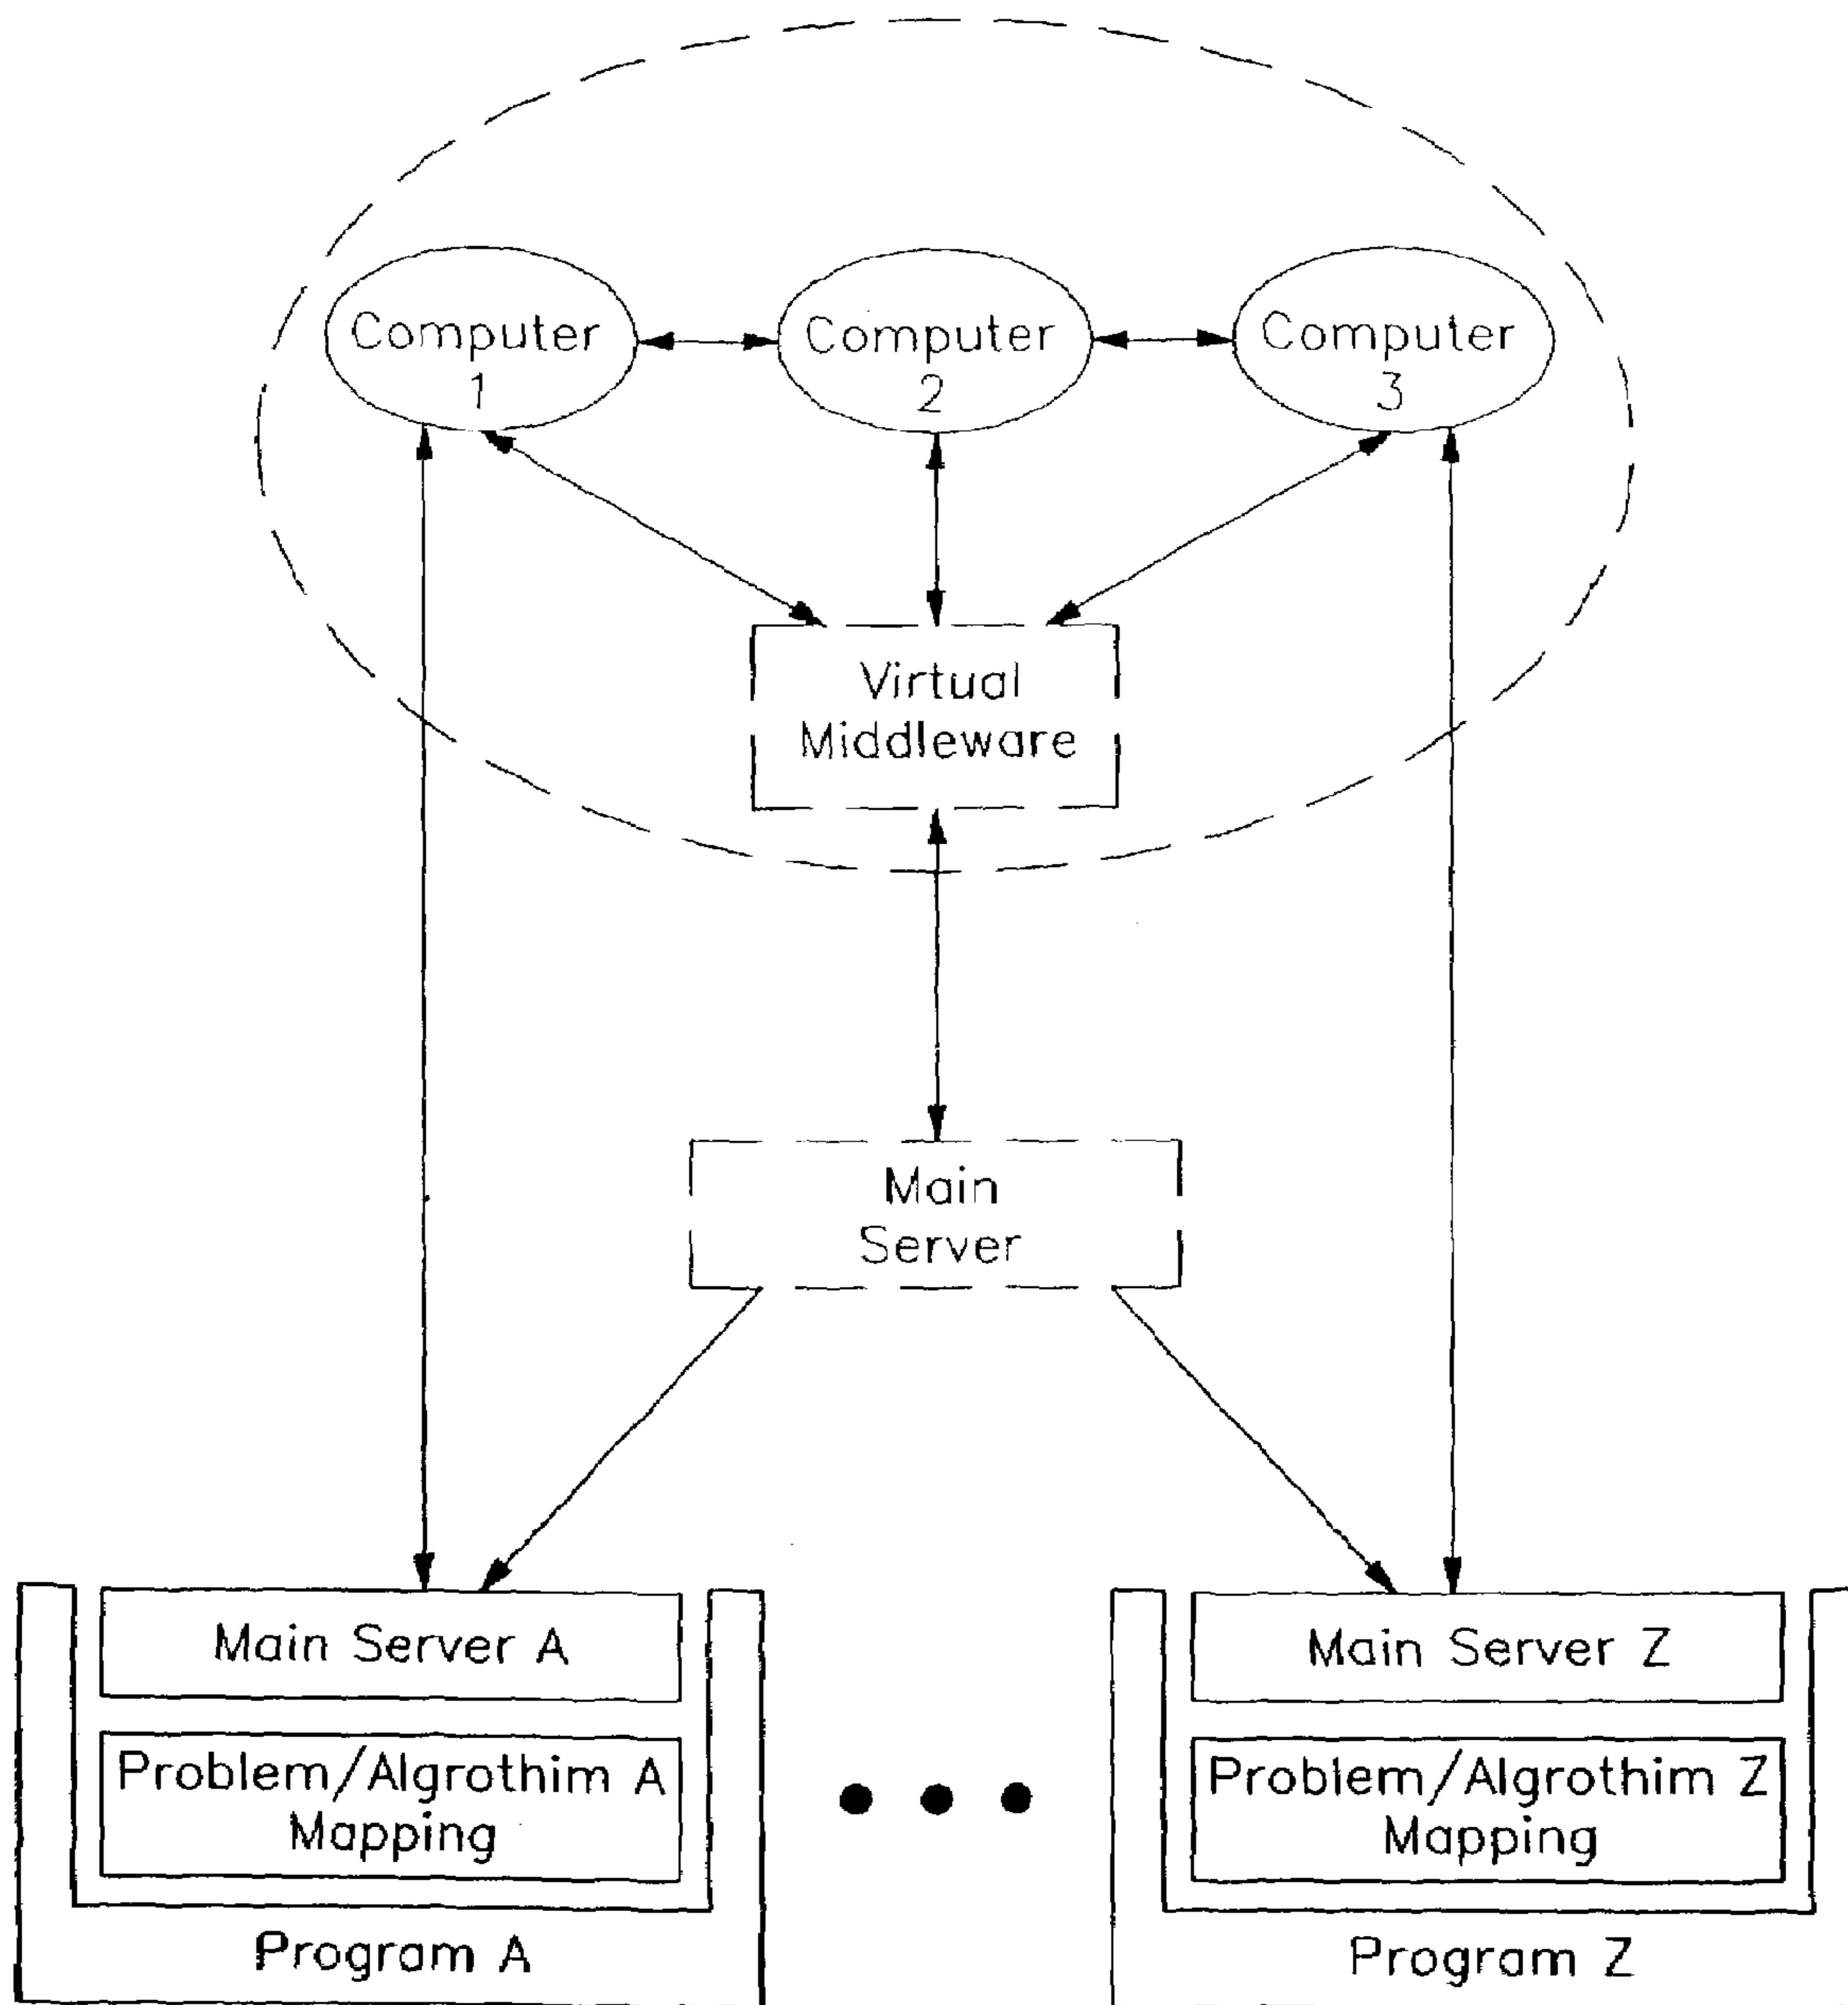 Computer
1
Computer
2
Computer
3
Virtual
Middleware
Main
Server
Main Server A
Problem/Algrothim A
Mapping
Program A
Main Server Z
Problem/Algrothim Z
Mapping
Program Z